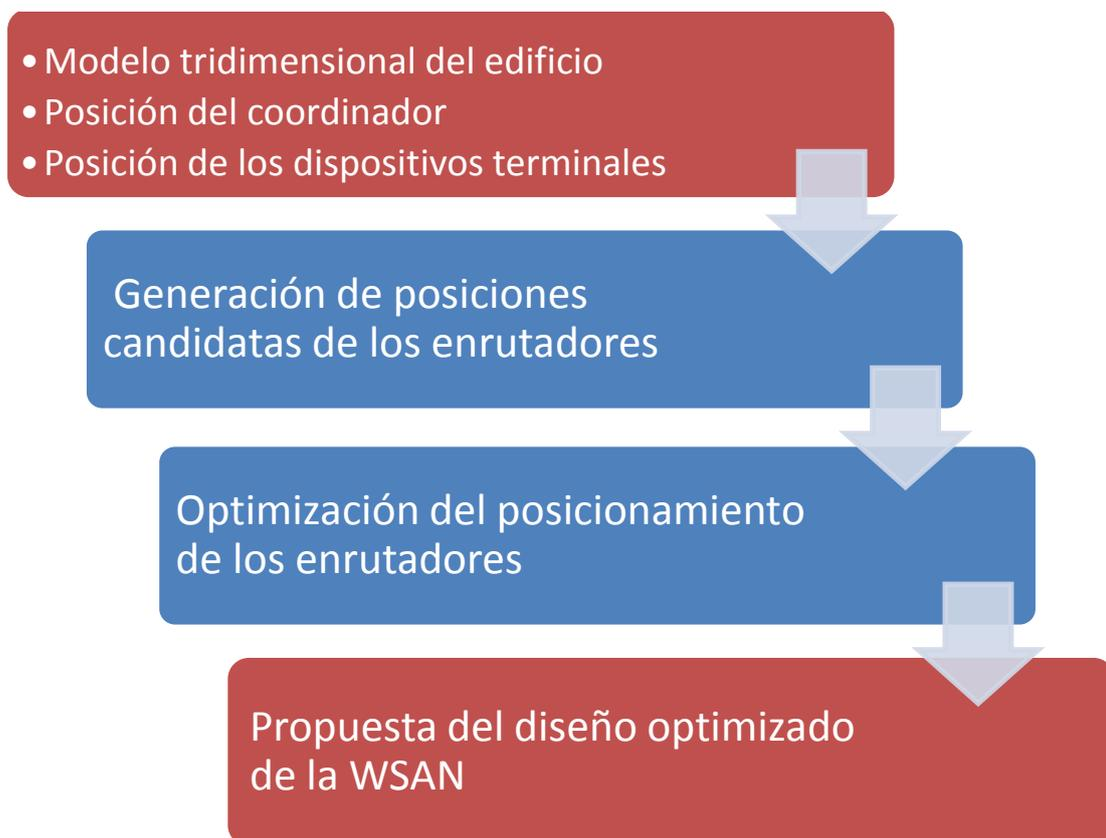 • Modelo tridimensional del edificio
• Posición del coordinador
• Posición de los dispositivos terminales
Generación de posiciones
candidatas de los enrutadores
Optimización del posicionamiento
de los enrutadores
Propuesta del diseño optimizado
de la WSAN